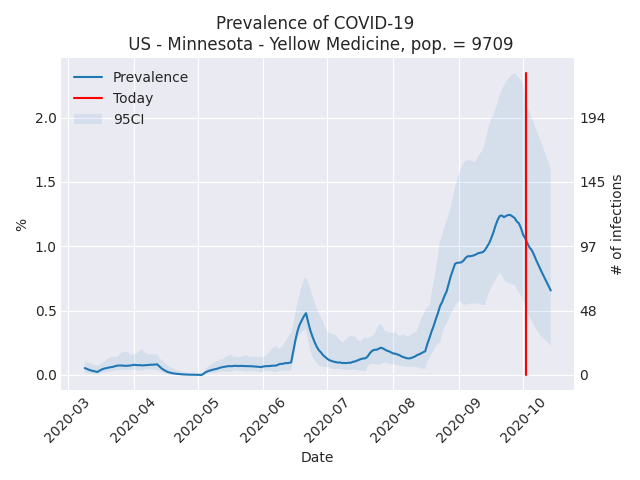 Prevalence of COVID-19
US - Minnesota - Yellow Medicine, pop. = 9709
Prevalence
Today
95CI
%
2.0
1.5
1.0
0.5
0.0
194
145
97
48
0
# of infections
2020-03
2020-04
2020-05
2020-06
2020-07
2020-08
2020-09
2020-10
Date